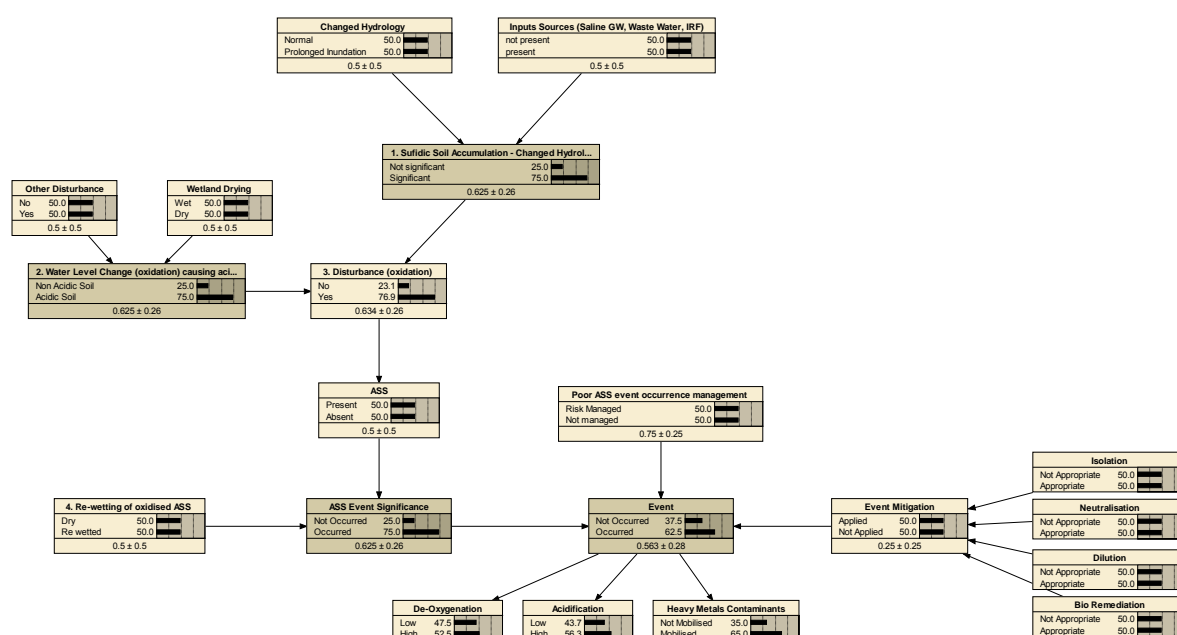 Changed Hydrology
Normal 50.0
Prolonged Inundation 50.0
0.5 ± 0.5
Inputs Sources (Saline GW, Waste Water, IRF)
not present 50.0
present 50.0
0.5 ± 0.5
1. Sufidic Soil Accumulation - Changed Hydrol...
Not significant 25.0
Significant 75.0
0.625 ± 0.26
Other Disturbance
No 50.0
Yes 50.0
0.5 ± 0.5
Wetland Drying
Wet 50.0
Dry 50.0
0.5 ± 0.5
2. Water Level Change (oxidation) causing aci...
Non Acidic Soil 25.0
Acidic Soil 75.0
0.625 ± 0.26
3. Disturbance (oxidation)
No 23.1
Yes 76.9
0.634 ± 0.26
ASS
Present 50.0
Absent 50.0
0.5 ± 0.5
Poor ASS event occurrence management
Risk Managed 50.0
Not managed 50.0
0.75 ± 0.25
4. Re-wetting of oxidised ASS
Dry 50.0
Re wetted 50.0
0.5 ± 0.5
ASS Event Significance
Not Occurred 25.0
Occurred 75.0
0.625 ± 0.26
Event
Not Occurred 37.5
Occurred 62.5
0.563 ± 0.28
Event Mitigation
Applied 50.0
Not Applied 50.0
0.25 ± 0.25
Isolation
Not Appropriate 50.0
Appropriate 50.0
Neutralisation
Not Appropriate 50.0
Appropriate 50.0
Dilution
Not Appropriate 50.0
Appropriate 50.0
Bio Remediation
Not Appropriate 50.0
Appropriate 50.0
De-Oxygenation
Low 47.5
High 52.5
Acidification
Low 43.7
High 56.3
Heavy Metals Contaminants
Not Mobilised 35.0
Mobilised 65.0